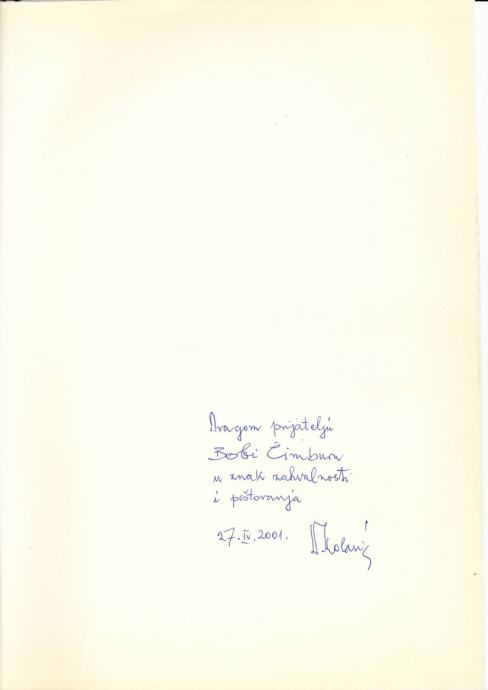 Dragom prijatelju
Bobi Čimburu
u znak zahvalnosti
i poštovanja
27.IV.2001.